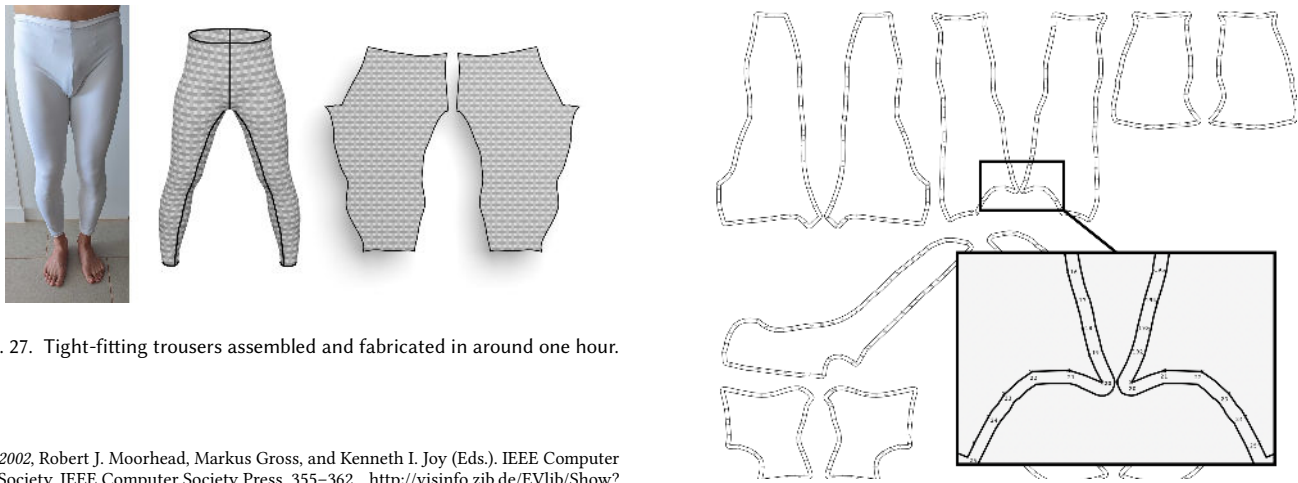 . 27. Tight-fitting trousers assembled and fabricated in around one hour.
2002, Robert J. Moorhead, Markus Gross, and Kenneth I. Joy (Eds.). IEEE Computer
Society, IEEE Computer Society Press, 355–362. http://visinfo.zib.de/EVlib/Show?